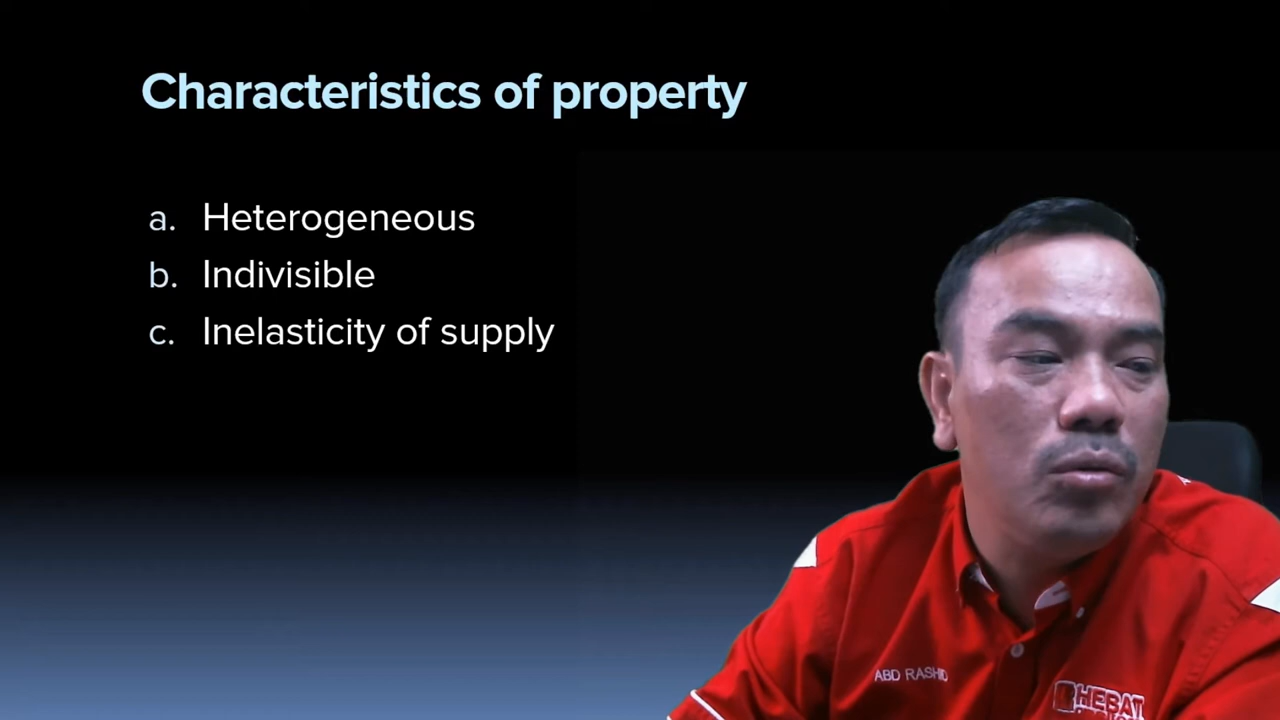 Characteristics of property
a. Heterogeneous
b. Indivisible
c. Inelasticity of supply
ABD RASHID
HEBAT